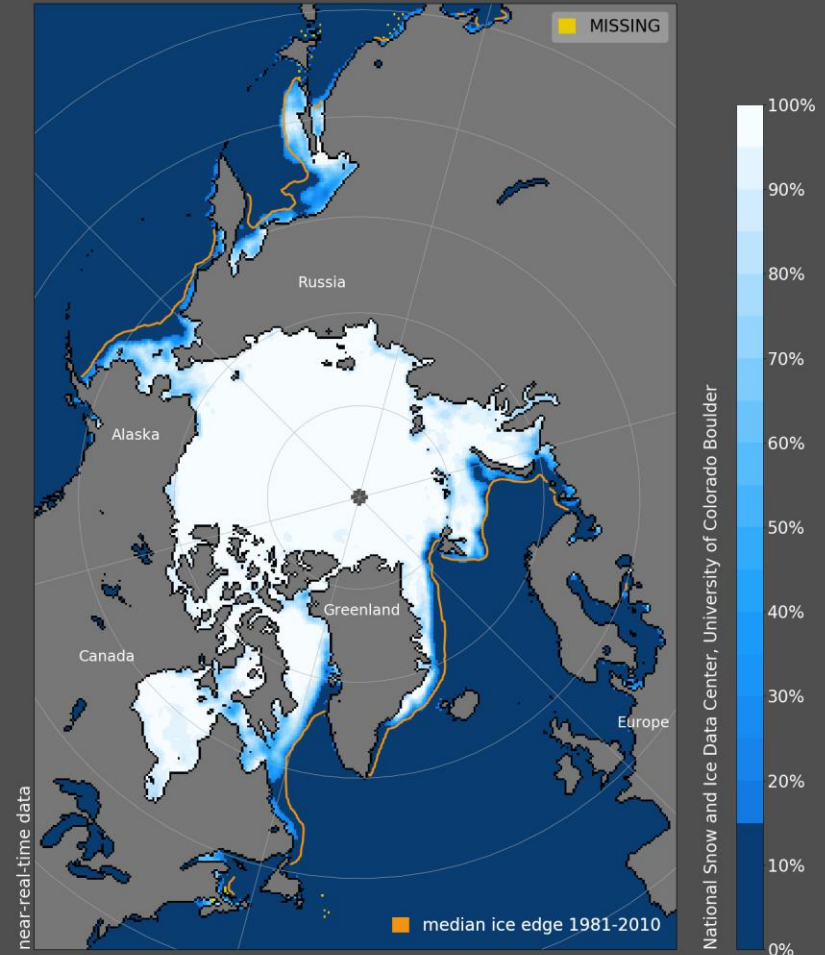 MISSING
100%
90%
80%
70%
60%
50%
40%
30%
20%
10%
0%
Russia
Alaska
Greenland
Canada
Europe
near-real-time data
median ice edge 1981-2010
National Snow and Ice Data Center, University of Colorado Boulder